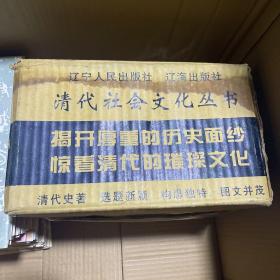 辽宁人民出版社 辽海出版社
清代社会文化丛书
揭开厚重的历史面纱
惊看清代的璀璨文化
清代史著 选题新颖 构思独特 图文并茂